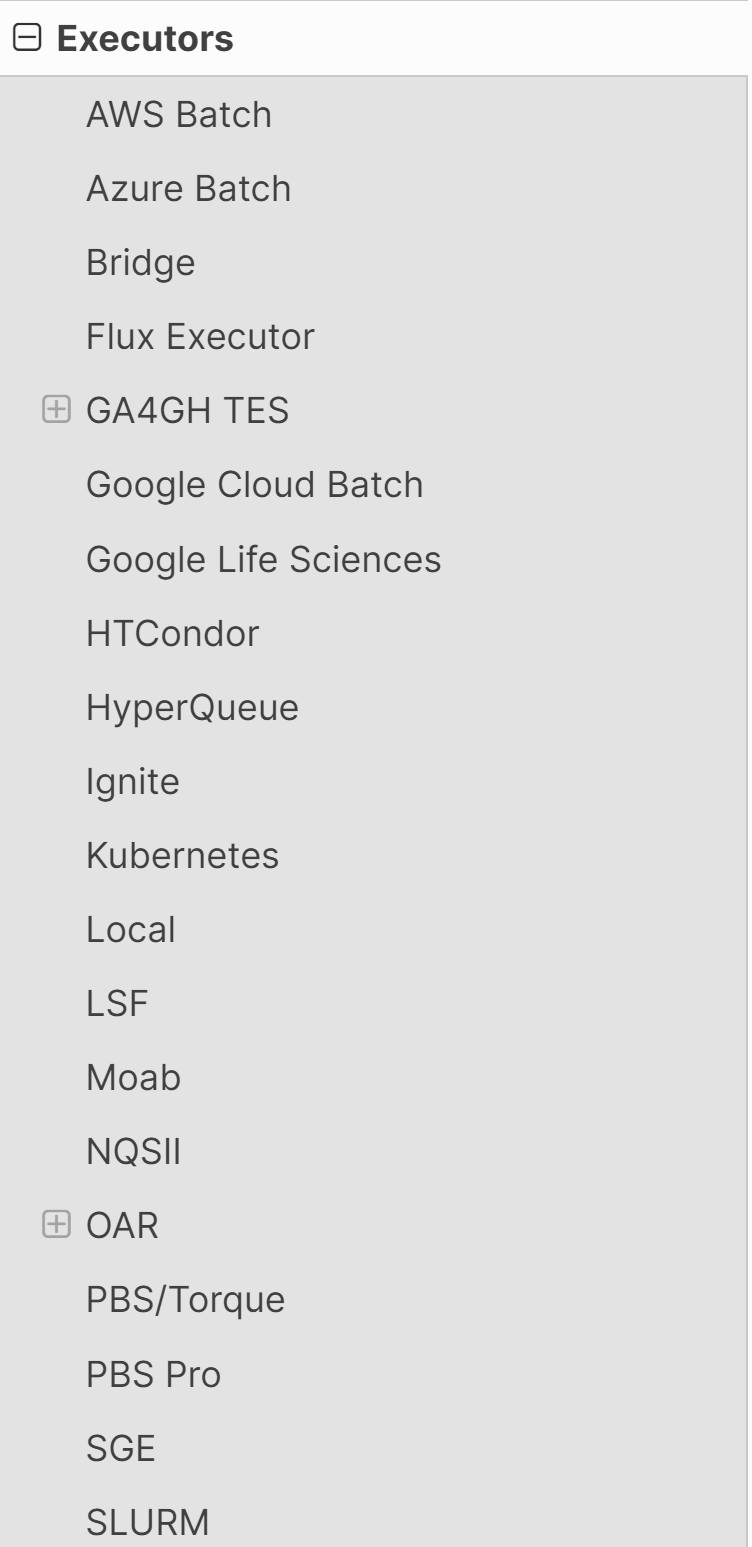 Executors
AWS Batch
Azure Batch
Bridge
Flux Executor
GA4GH TES
Google Cloud Batch
Google Life Sciences
HTCondor
HyperQueue
Ignite
Kubernetes
Local
LSF
Moab
NQSII
OAR
PBS/Torque
PBS Pro
SGE
SLURM